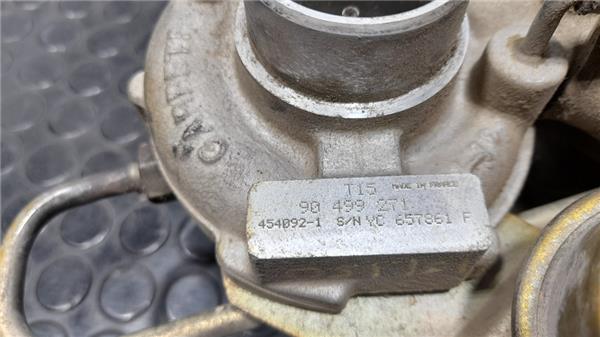 GARRETT
T15 MADE IN FRANCE
90 499 271
454092-1 S/N YC 657861 F